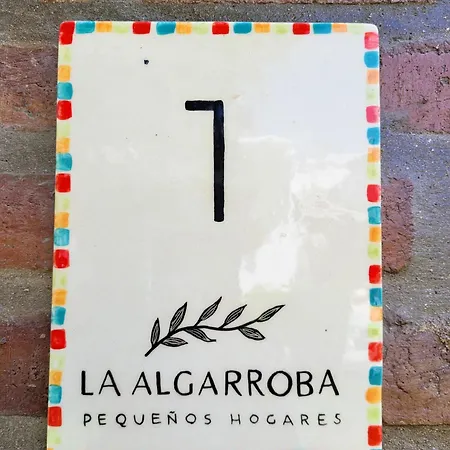 1
LA ALGARROBA
PEQUEÑOS HOGARES